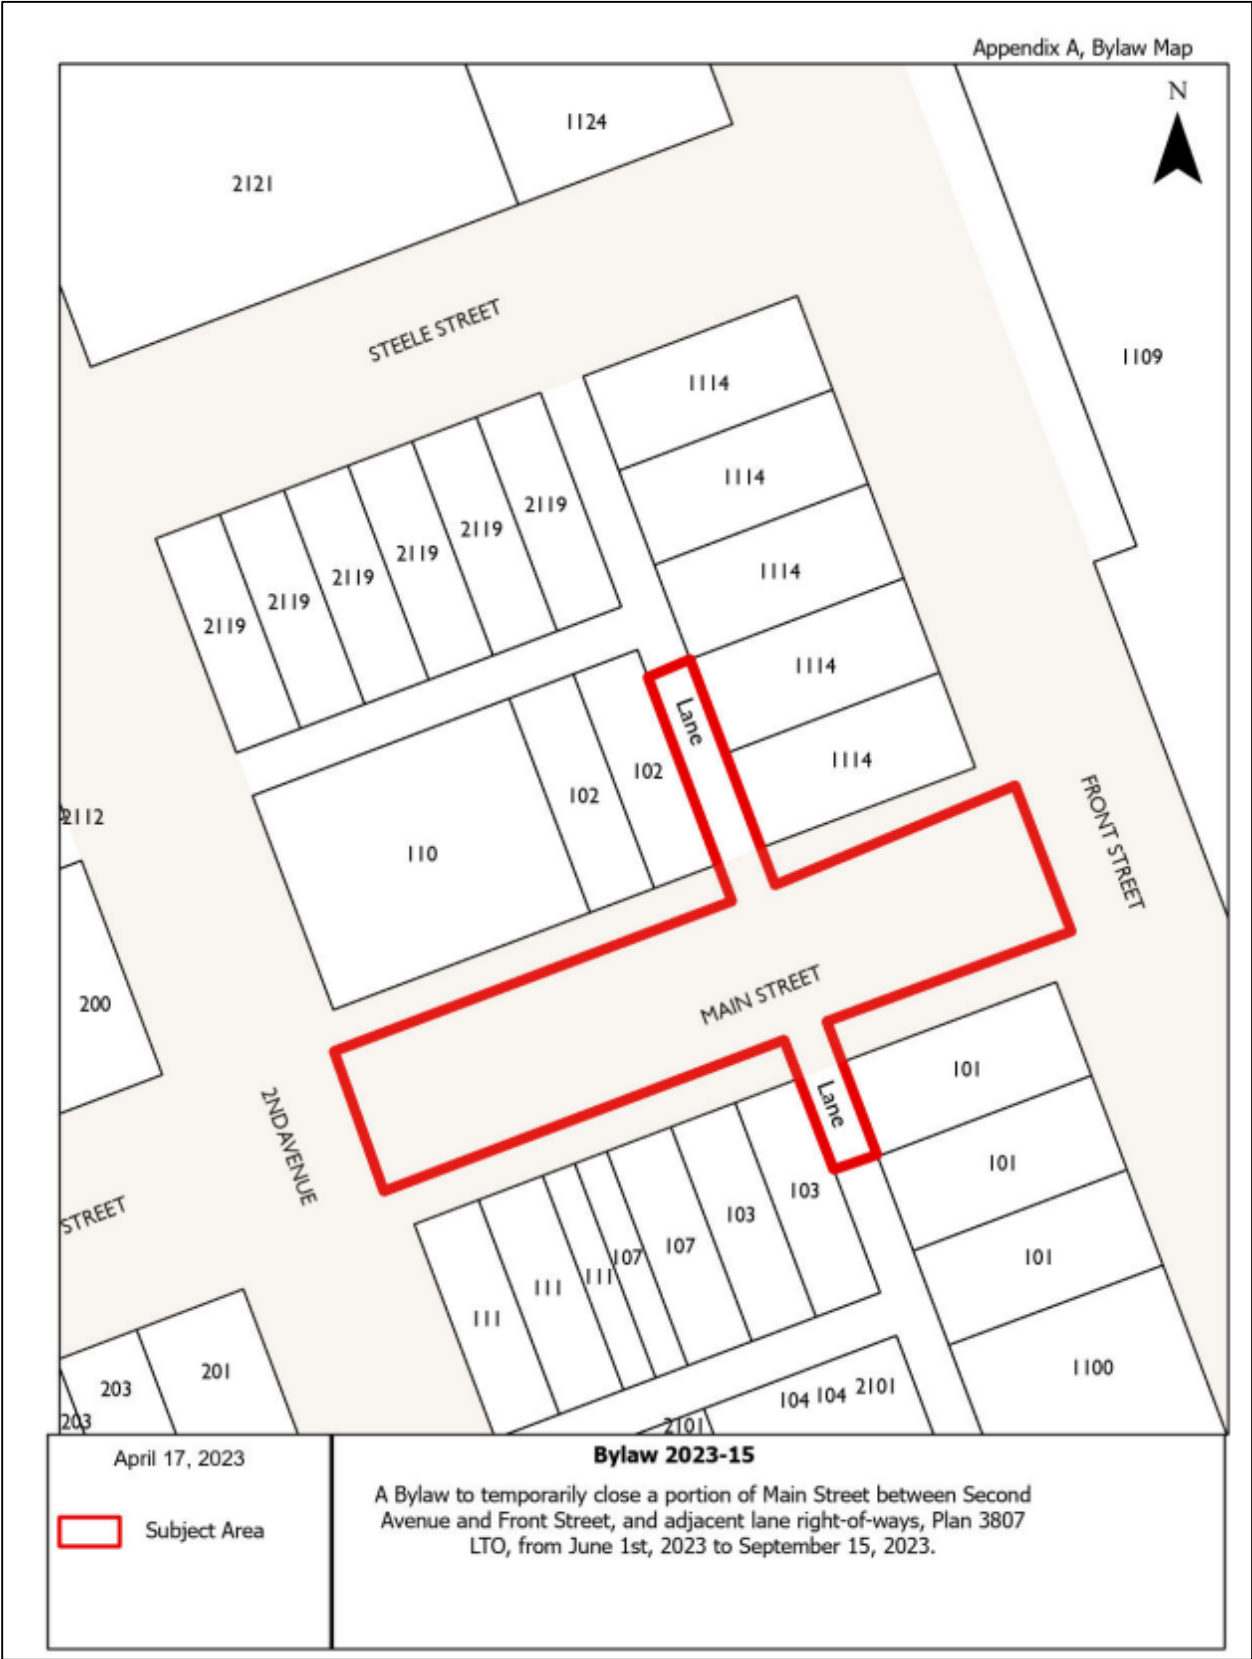 Appendix A, Bylaw Map
N
1124
2121
STEELE STREET
1109
1114
1114
2119
2119
2119
2119
2119
2119
1114
1114
1114
Lane
102
102
110
2112
FRONT STREET
200
MAIN STREET
2ND AVENUE
Lane
101
101
101
STREET
103
103
107
107
111
111
111
1100
201
203
203
104 104 2101
2101
April 17, 2023
Subject Area
Bylaw 2023-15
A Bylaw to temporarily close a portion of Main Street between Second
Avenue and Front Street, and adjacent lane right-of-ways, Plan 3807
LTO, from June 1st, 2023 to September 15, 2023.